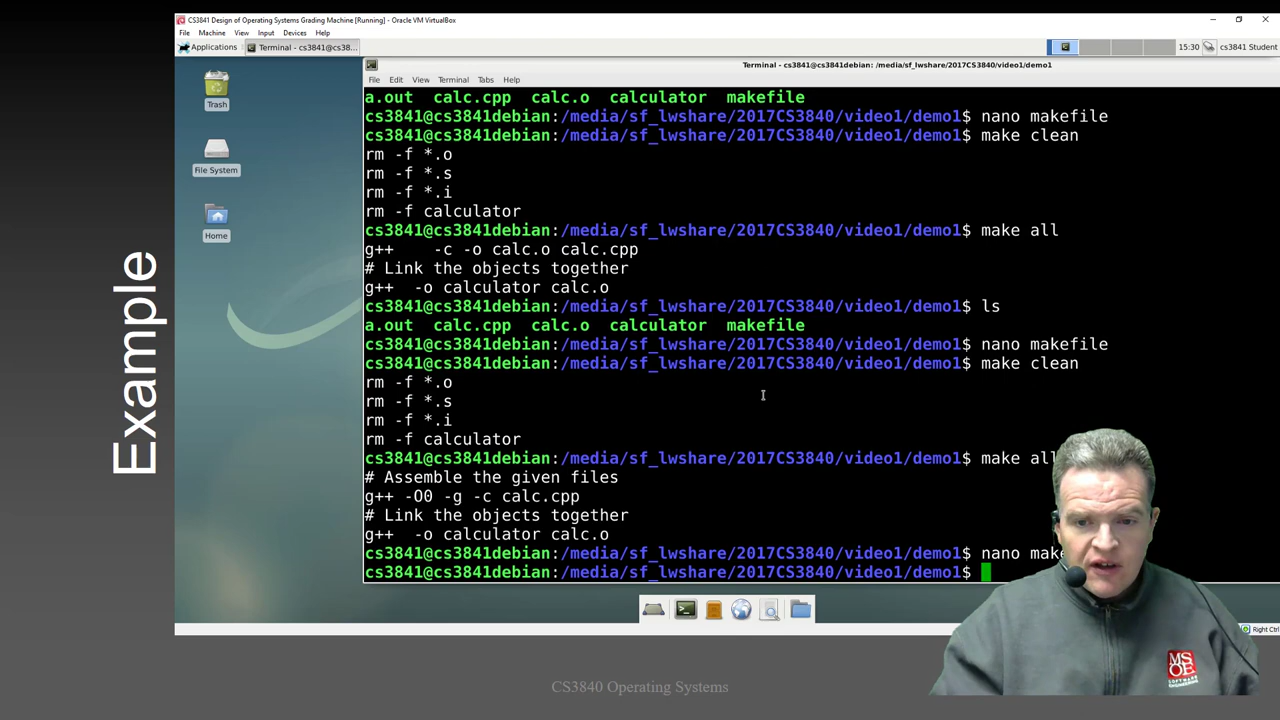 CS3841 Design of Operating Systems Grading Machine [Running] - Oracle VM VirtualBox
File Machine View Input Devices Help
Applications Terminal - cs3841@cs38... 15:30 cs3841 Student
Terminal - cs3841@cs3841debian: /media/sf_lwshare/2017CS3840/video1/demo1
File Edit View Terminal Tabs Help
Trash
File System
Home
Example
a.out calc.cpp calc.o calculator makefile
cs3841@cs3841debian:/media/sf_lwshare/2017CS3840/video1/demo1$ nano makefile
cs3841@cs3841debian:/media/sf_lwshare/2017CS3840/video1/demo1$ make clean
rm -f *.o
rm -f *.s
rm -f *.i
rm -f calculator
cs3841@cs3841debian:/media/sf_lwshare/2017CS3840/video1/demo1$ make all
g++ -c -o calc.o calc.cpp
# Link the objects together
g++ -o calculator calc.o
cs3841@cs3841debian:/media/sf_lwshare/2017CS3840/video1/demo1$ ls
a.out calc.cpp calc.o calculator makefile
cs3841@cs3841debian:/media/sf_lwshare/2017CS3840/video1/demo1$ nano makefile
cs3841@cs3841debian:/media/sf_lwshare/2017CS3840/video1/demo1$ make clean
rm -f *.o
rm -f *.s
rm -f *.i
rm -f calculator
cs3841@cs3841debian:/media/sf_lwshare/2017CS3840/video1/demo1$ make all
# Assemble the given files
g++ -O0 -g -c calc.cpp
# Link the objects together
g++ -o calculator calc.o
cs3841@cs3841debian:/media/sf_lwshare/2017CS3840/video1/demo1$ nano make
cs3841@cs3841debian:/media/sf_lwshare/2017CS3840/video1/demo1$
Right Ctrl
MSOE
SOFTWARE ENGINEERING
CS3840 Operating Systems